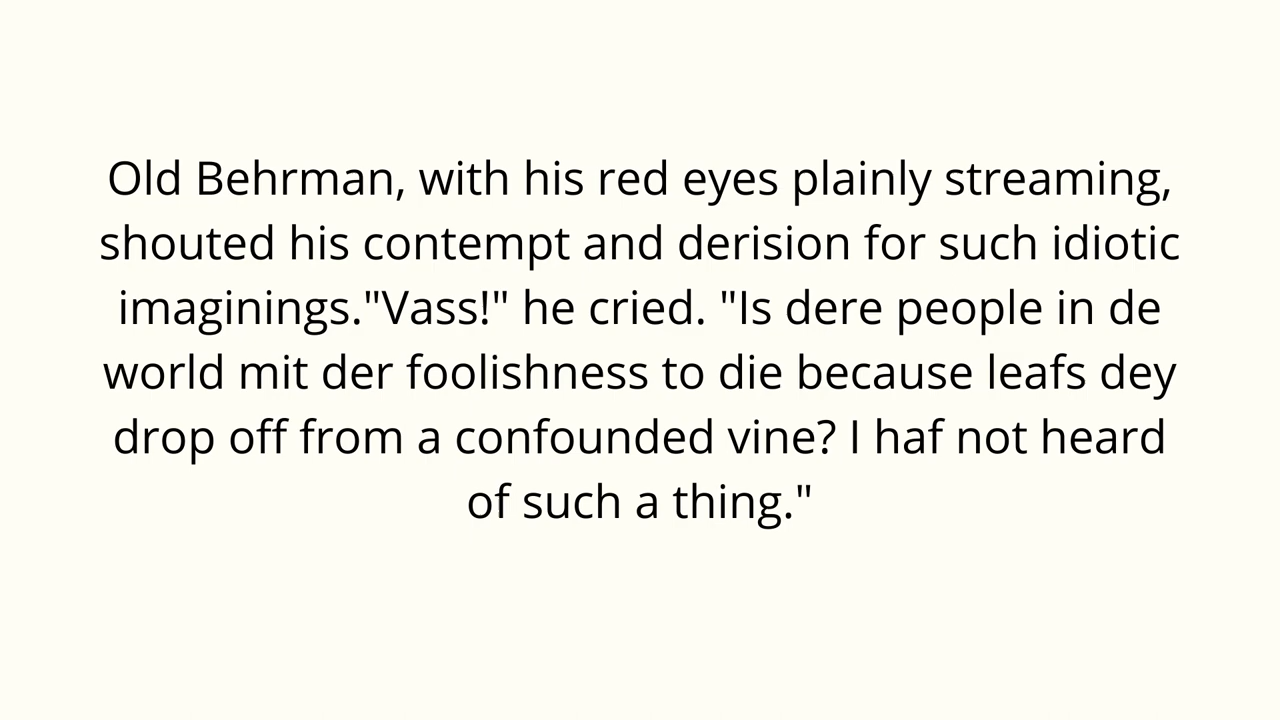 Old Behrman, with his red eyes plainly streaming,
shouted his contempt and derision for such idiotic
imaginings."Vass!" he cried. "Is dere people in de
world mit der foolishness to die because leafs dey
drop off from a confounded vine? I haf not heard
of such a thing."